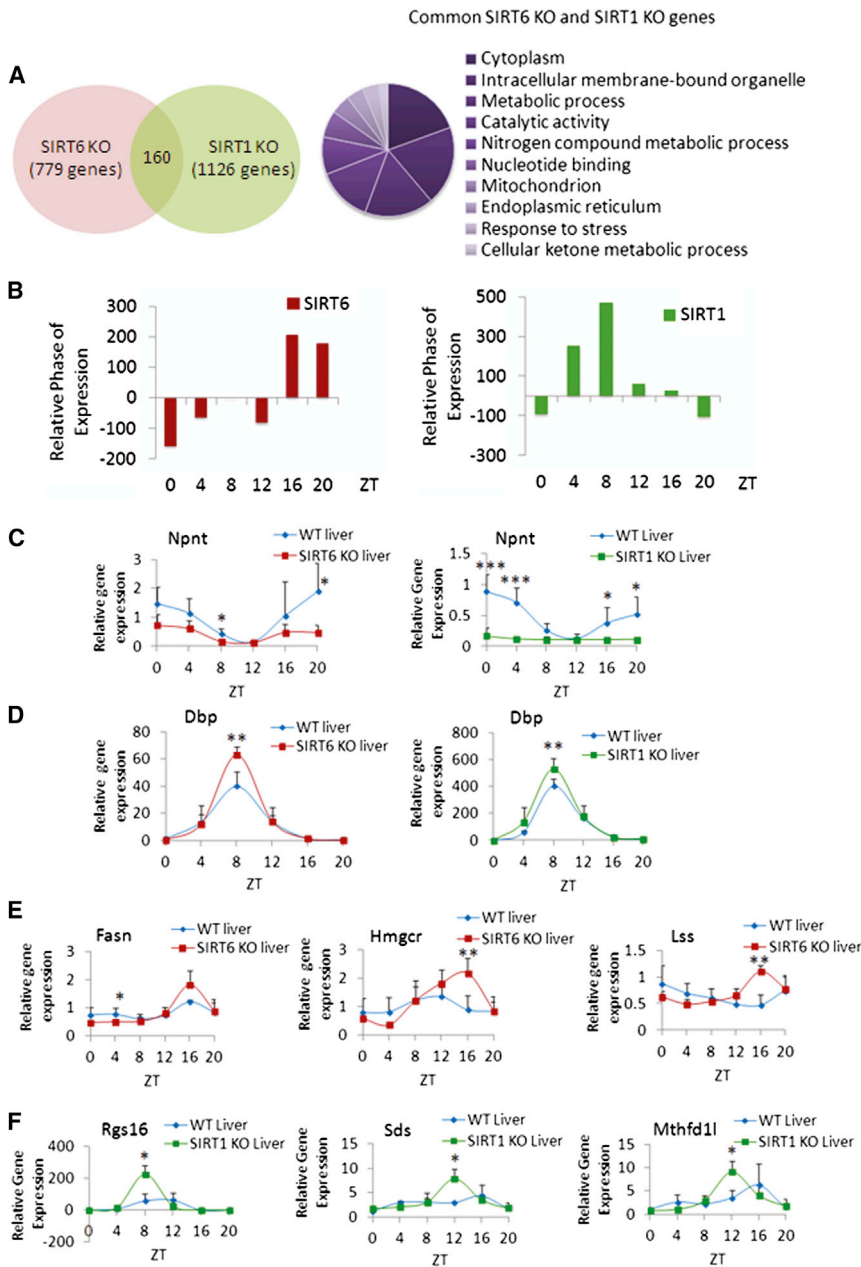 Common SIRT6 KO and SIRT1 KO genes
A
SIRT6 KO
(779 genes)
160
SIRT1 KO
(1126 genes)
Cytoplasm
Intracellular membrane-bound organelle
Metabolic process
Catalytic activity
Nitrogen compound metabolic process
Nucleotide binding
Mitochondrion
Endoplasmic reticulum
Response to stress
Cellular ketone metabolic process
B
Relative Phase of
Expression
300
200
100
0
-100
-200
SIRT6
0 4 8 12 16 20 ZT
Relative Phase of
Expression
500
300
100
-100
-300
SIRT1
0 4 8 12 16 20 ZT
C
Npnt
WT liver
SIRT6 KO liver
Relative gene
expression
3
2
1
0
*
*
0 4 8 12 16 20
ZT
Npnt
WT Liver
SIRT1 KO Liver
Relative Gene
Expression
1.5
1
0.5
0
***
***
*
*
0 4 8 12 16 20
ZT
D
Dbp
WT liver
SIRT6 KO liver
Relative gene
expression
80
60
40
20
0
**
0 4 8 12 16 20
ZT
Dbp
WT liver
SIRT1 KO liver
Relative gene
expression
800
600
400
200
0
**
0 4 8 12 16 20
ZT
E
Fasn
WT liver
SIRT6 KO liver
Relative gene
expression
3
2
1
0
*
0 4 8 12 16 20
ZT
Hmgcr
WT liver
SIRT6 KO liver
Relative gene
expression
3
2
1
0
**
0 4 8 12 16 20
ZT
Lss
WT liver
SIRT6 KO liver
Relative gene
expression
1.5
1
0.5
0
**
0 4 8 12 16 20
ZT
F
Rgs16
WT Liver
SIRT1 KO Liver
Relative Gene
Expression
400
200
0
-200
*
0 4 8 12 16 20
ZT
Sds
WT Liver
SIRT1 KO Liver
Relative Gene
Expression
15
10
5
0
*
0 4 8 12 16 20
ZT
Mthfd1l
WT Liver
SIRT1 KO Liver
Relative Gene
Expression
15
10
5
0
*
0 4 8 12 16 20
ZT